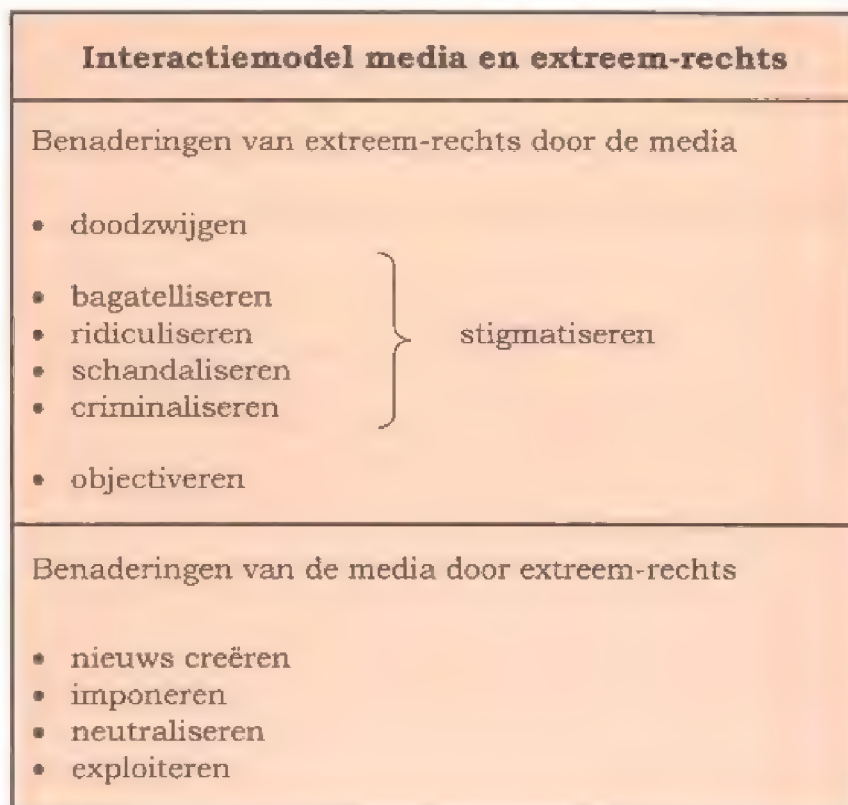 Interactiemodel media en extreem-rechts
Benaderingen van extreem-rechts door de media
• doodzwijgen
• bagatelliseren
• ridiculiseren
stigmatiseren
• schandaliseren
• criminaliseren
• objectiveren
Benaderingen van de media door extreem-rechts
• nieuws creëren
• imponeren
• neutraliseren
• exploiteren